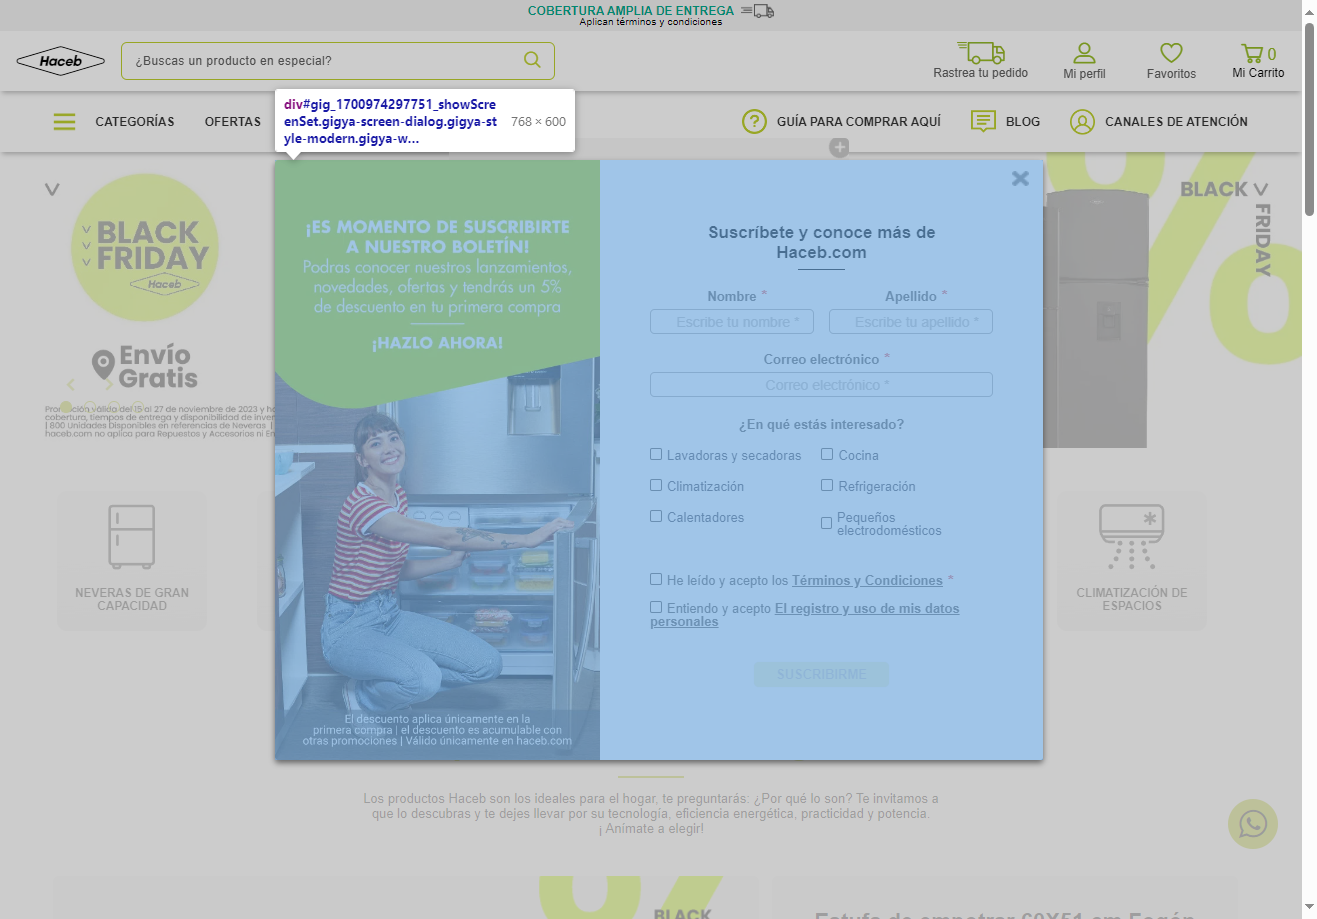 COBERTURA AMPLIA DE ENTREGA
Aplican términos y condiciones
Haceb
¿Buscas un producto en especial?
Rastrea tu pedido
Mi perfil
Favoritos
0
Mi Carrito
CATEGORÍAS
OFERTAS
GUÍA PARA COMPRAR AQUÍ
BLOG
CANALES DE ATENCIÓN
div#gig_1700974297751_showScre
enSet.gigya-screen-dialog.gigya-st
yle-modern.gigya-w...
768 × 600
BLACK
FRIDAY
Haceb
Envío
Gratis
Promoción válida del 15 al 27 de noviembre de 2023 y ha
cobertura, tiempos de entrega y disponibilidad de inver
| 800 Unidades Disponibles en referencias de Neveras |
haceb.com no aplica para Repuestos y Accesorios ni En
¡ES MOMENTO DE SUSCRIBIRTE
A NUESTRO BOLETÍN!
Podras conocer nuestros lanzamientos,
novedades, ofertas y tendrás un 5%
de descuento en tu primera compra
¡HAZLO AHORA!
El descuento aplica únicamente en la
primera compra | el descuento es acumulable con
otras promociones | Válido únicamente en haceb.com
Suscríbete y conoce más de
Haceb.com
Nombre *
Apellido *
Escribe tu nombre *
Escribe tu apellido *
Correo electrónico *
Correo electrónico *
¿En qué estás interesado?
Lavadoras y secadoras
Cocina
Climatización
Refrigeración
Calentadores
Pequeños
electrodomésticos
He leído y acepto los Términos y Condiciones *
Entiendo y acepto El registro y uso de mis datos
personales
SUSCRIBIRME
%
BLACK
FRIDAY
NEVERAS DE GRAN
CAPACIDAD
CLIMATIZACIÓN DE
ESPACIOS
Los productos Haceb son los ideales para el hogar, te preguntarás: ¿Por qué lo son? Te invitamos a
que lo descubras y te dejes llevar por su tecnología, eficiencia energética, practicidad y potencia.
¡ Anímate a elegir!
BLACK
Estufa de empotrar 60X51 cm Fogón